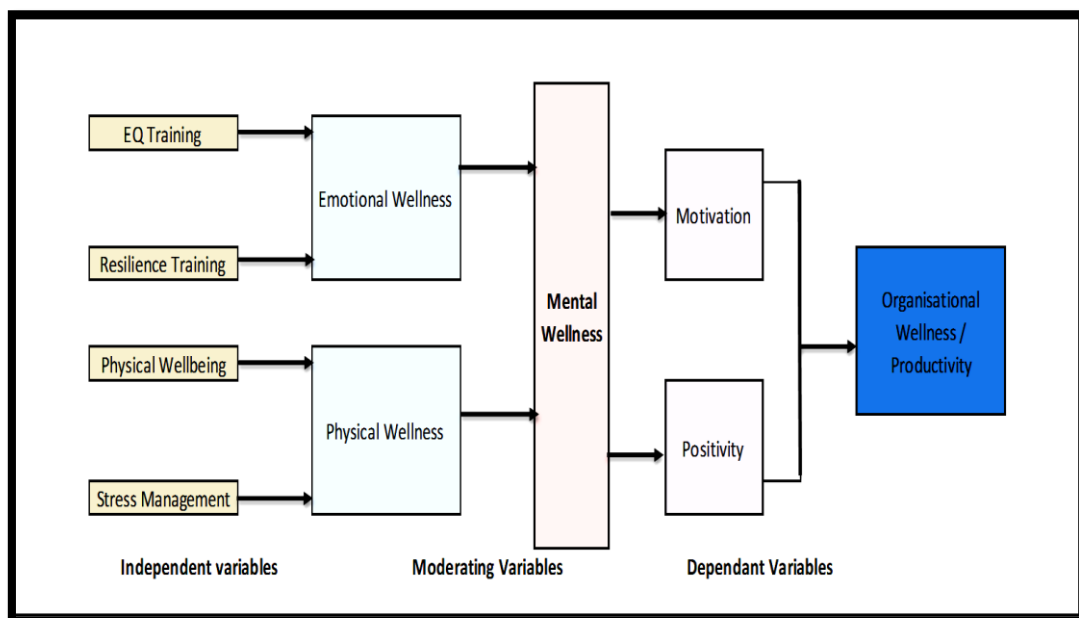 EQ Training
Resilience Training
Physical Wellbeing
Stress Management
Emotional Wellness
Physical Wellness
Mental
Wellness
Motivation
Positivity
Organisational
Wellness /
Productivity
Independent variables
Moderating Variables
Dependant Variables